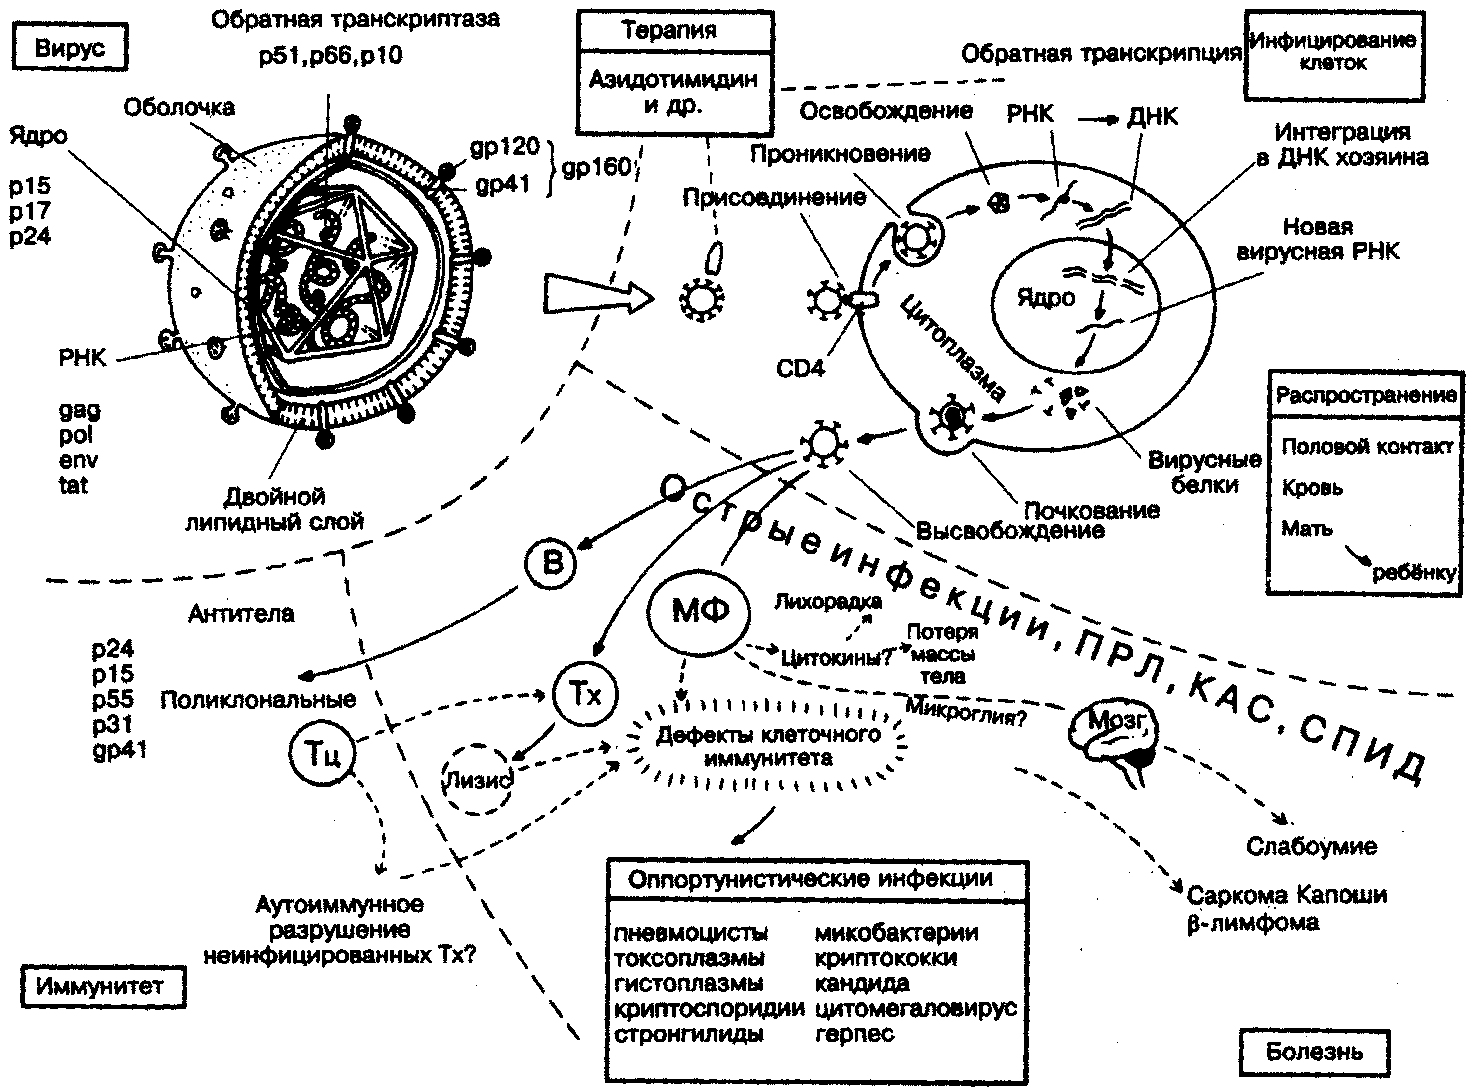 Вирус
Обратная транскриптаза
p51,p66,p10
Оболочка
Ядро
p15
p17
p24
gp120
gp41
gp160
РНК
gag
pol
env
tat
Двойной
липидный слой
Терапия
Азидотимидин
и др.
Обратная транскрипция
Инфицирование
клеток
Освобождение
РНК
ДНК
Проникновение
Интеграция
в ДНК хозяина
Присоединение
Новая
вирусная РНК
Ядро
Цитоплазма
CD4
Вирусные
белки
Почкование
Высвобождение
Распространение
Половой контакт
Кровь
Мать
ребёнку
Острые инфекции, ПРЛ, КАС, СПИД
В
МФ
Лихорадка
Цитокины?
Потеря
массы
тела
Микроглия?
Мозг
Антитела
p24
p15
p55
p31
gp41
Поликлональные
Тх
Тц
Лизис
Дефекты клеточного
иммунитета
Слабоумие
Саркома Капоши
β-лимфома
Аутоиммунное
разрушение
неинфицированных Тх?
Иммунитет
Оппортунистические инфекции
пневмоцисты микобактерии
токсоплазмы криптококки
гистоплазмы кандида
криптоспоридии цитомегаловирус
стронгилиды герпес
Болезнь